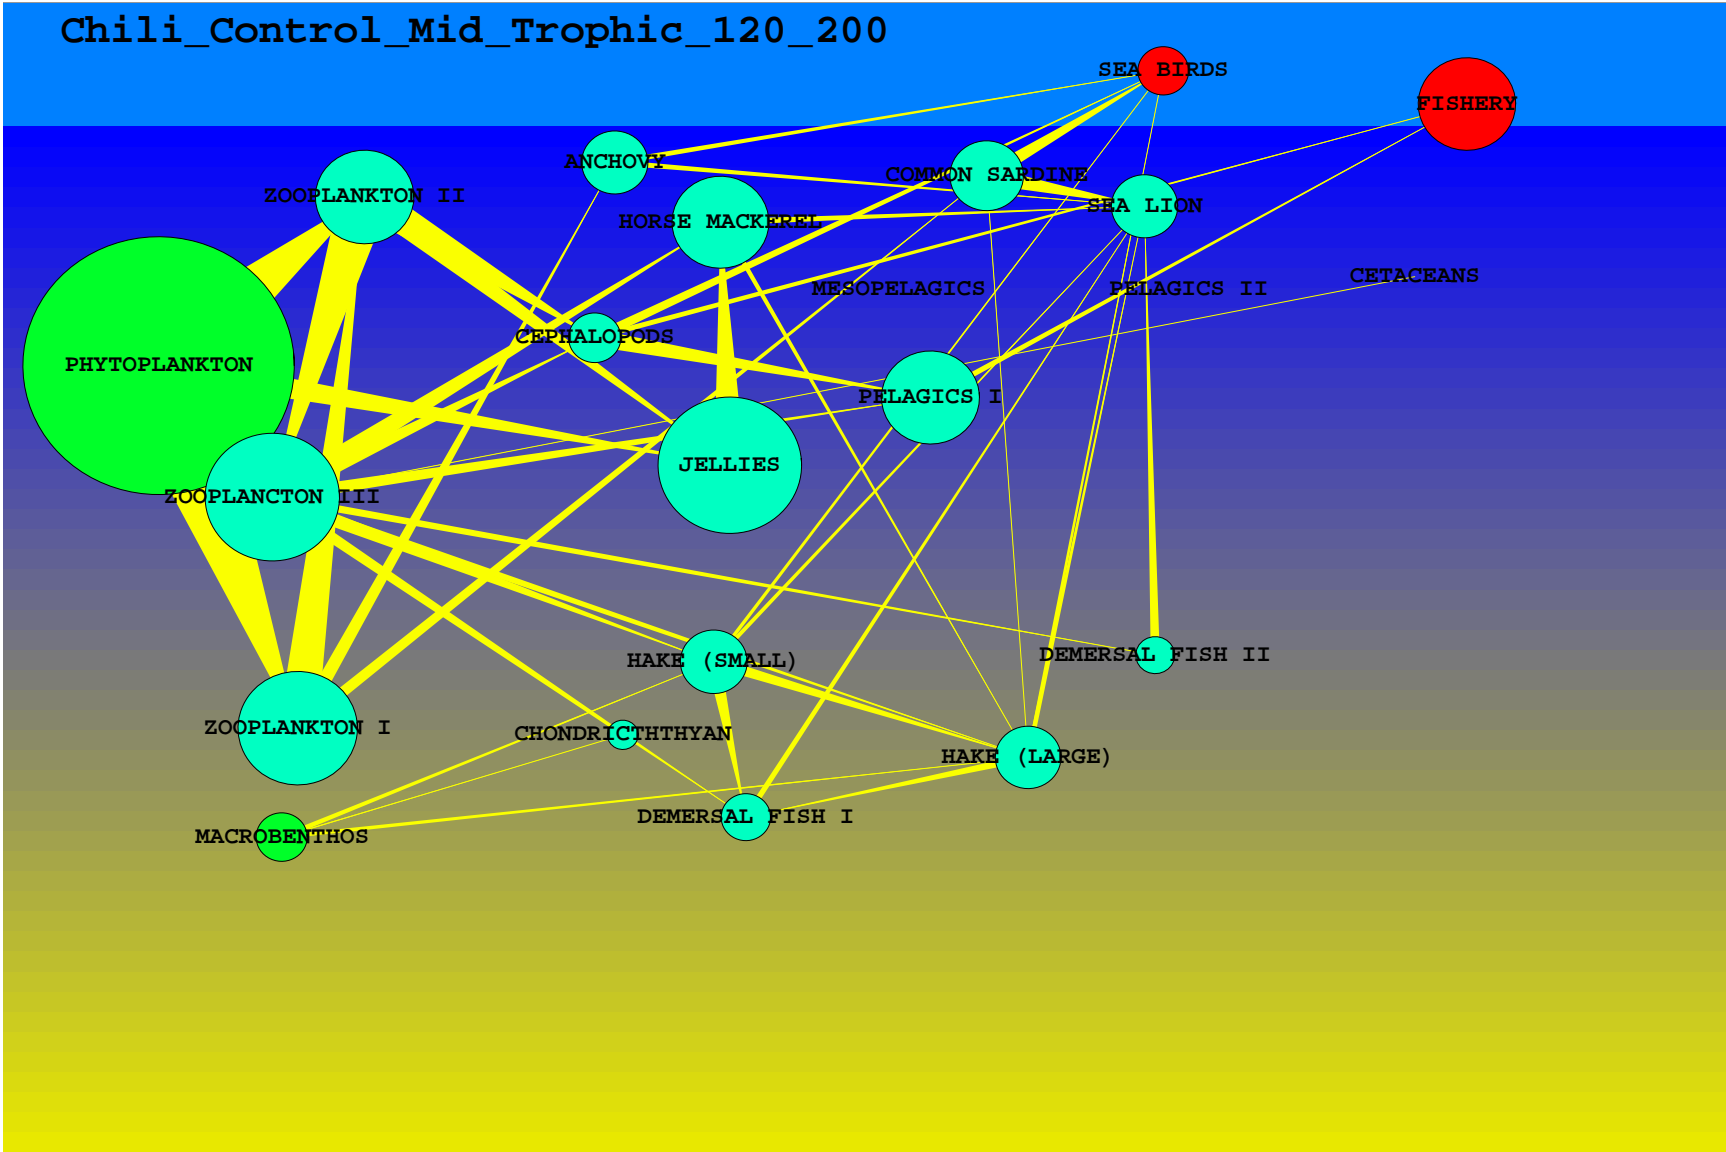 Chili_Control_Mid_Trophic_120_200
SEA BIRDS
FISHERY
ANCHOVY
COMMON SARDINE
ZOOPLANKTON II
SEA LION
HORSE MACKEREL
CETACEANS
MESOPELAGICS
PELAGICS II
CEPHALOPODS
PHYTOPLANKTON
PELAGICS I
JELLIES
ZOOPLANCTON III
DEMERSAL FISH II
HAKE (SMALL)
ZOOPLANKTON I
CHONDRICTHTHYAN
HAKE (LARGE)
DEMERSAL FISH I
MACROBENTHOS